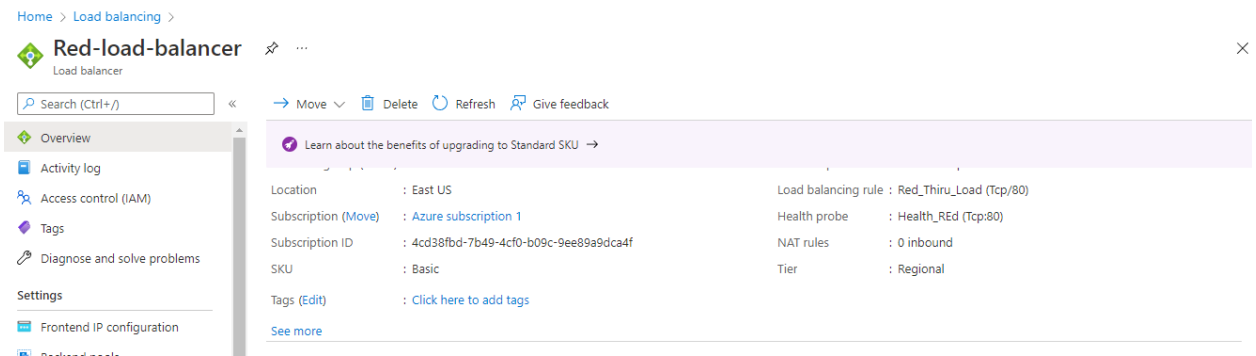 Home > Load balancing >
Red-load-balancer
Load balancer
Search (Ctrl+/)
Overview
Activity log
Access control (IAM)
Tags
Diagnose and solve problems
Settings
Frontend IP configuration
Backend pools
Move
Delete
Refresh
Give feedback
Learn about the benefits of upgrading to Standard SKU →
Location : East US
Subscription (Move) : Azure subscription 1
Subscription ID : 4cd38fbd-7b49-4cf0-b09c-9ee89a9dca4f
SKU : Basic
Tags (Edit) : Click here to add tags
See more
Load balancing rule : Red_Thiru_Load (Tcp/80)
Health probe : Health_REd (Tcp:80)
NAT rules : 0 inbound
Tier : Regional